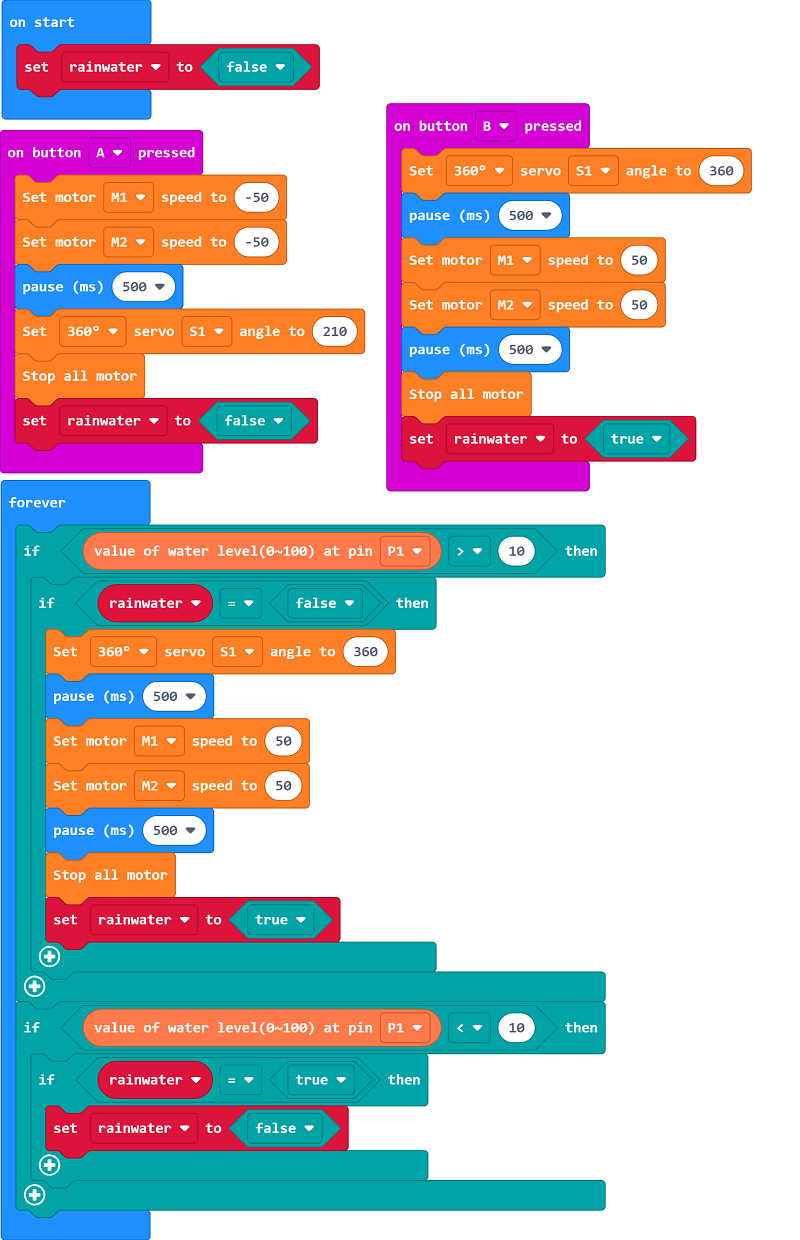 on start
set rainwater to false
on button A pressed
Set motor M1 speed to -50
Set motor M2 speed to -50
pause (ms) 500
Set 360° servo S1 angle to 210
Stop all motor
set rainwater to false
on button B pressed
Set 360° servo S1 angle to 360
pause (ms) 500
Set motor M1 speed to 50
Set motor M2 speed to 50
pause (ms) 500
Stop all motor
set rainwater to true
forever
if value of water level(0~100) at pin P1 > 10 then
if rainwater = false then
Set 360° servo S1 angle to 360
pause (ms) 500
Set motor M1 speed to 50
Set motor M2 speed to 50
pause (ms) 500
Stop all motor
set rainwater to true
if value of water level(0~100) at pin P1 < 10 then
if rainwater = true then
set rainwater to false